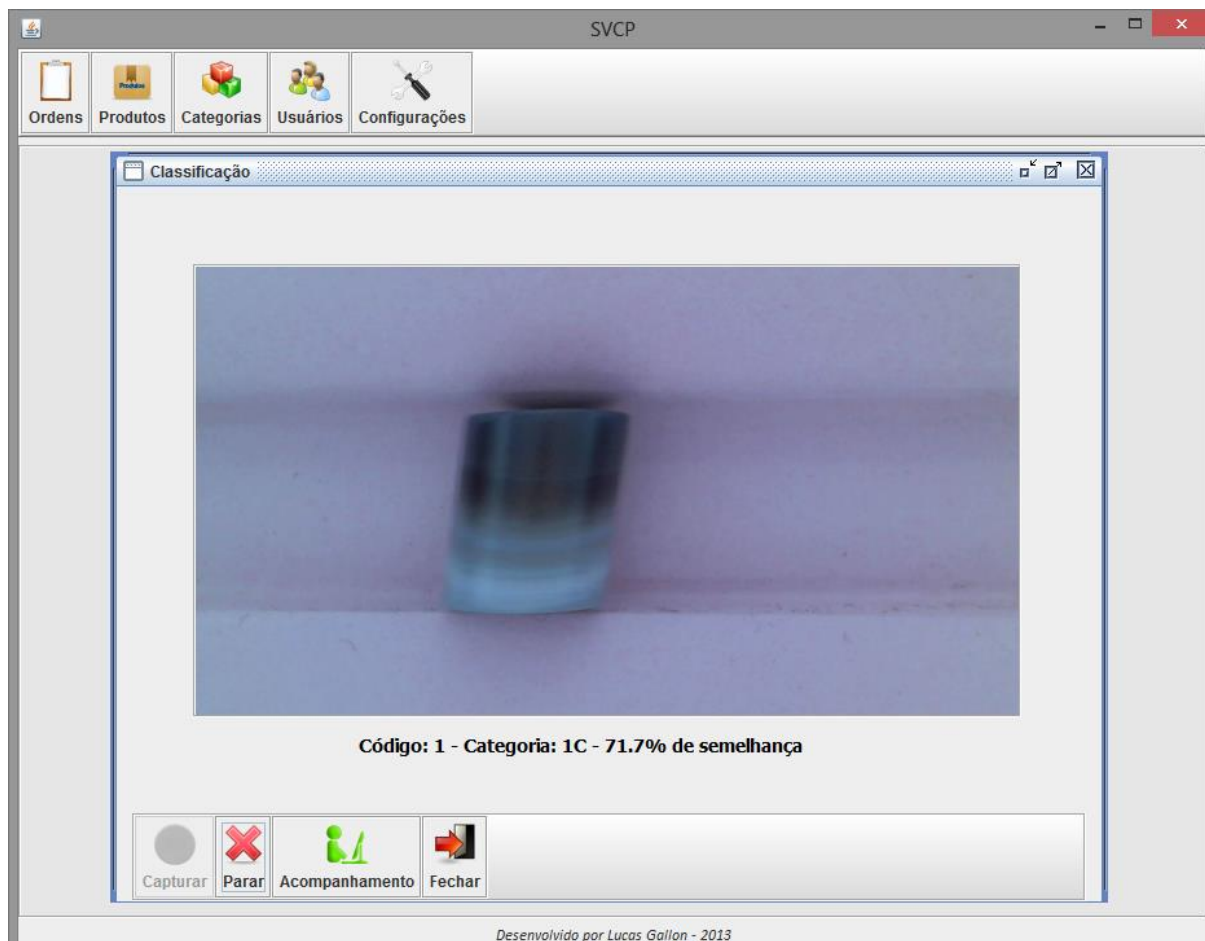 SVCP
Ordens Produtos Categorias Usuários Configurações
Produtos
Classificação
Código: 1 - Categoria: 1C - 71.7% de semelhança
Capturar Parar Acompanhamento Fechar
Desenvolvido por Lucas Gallon - 2013